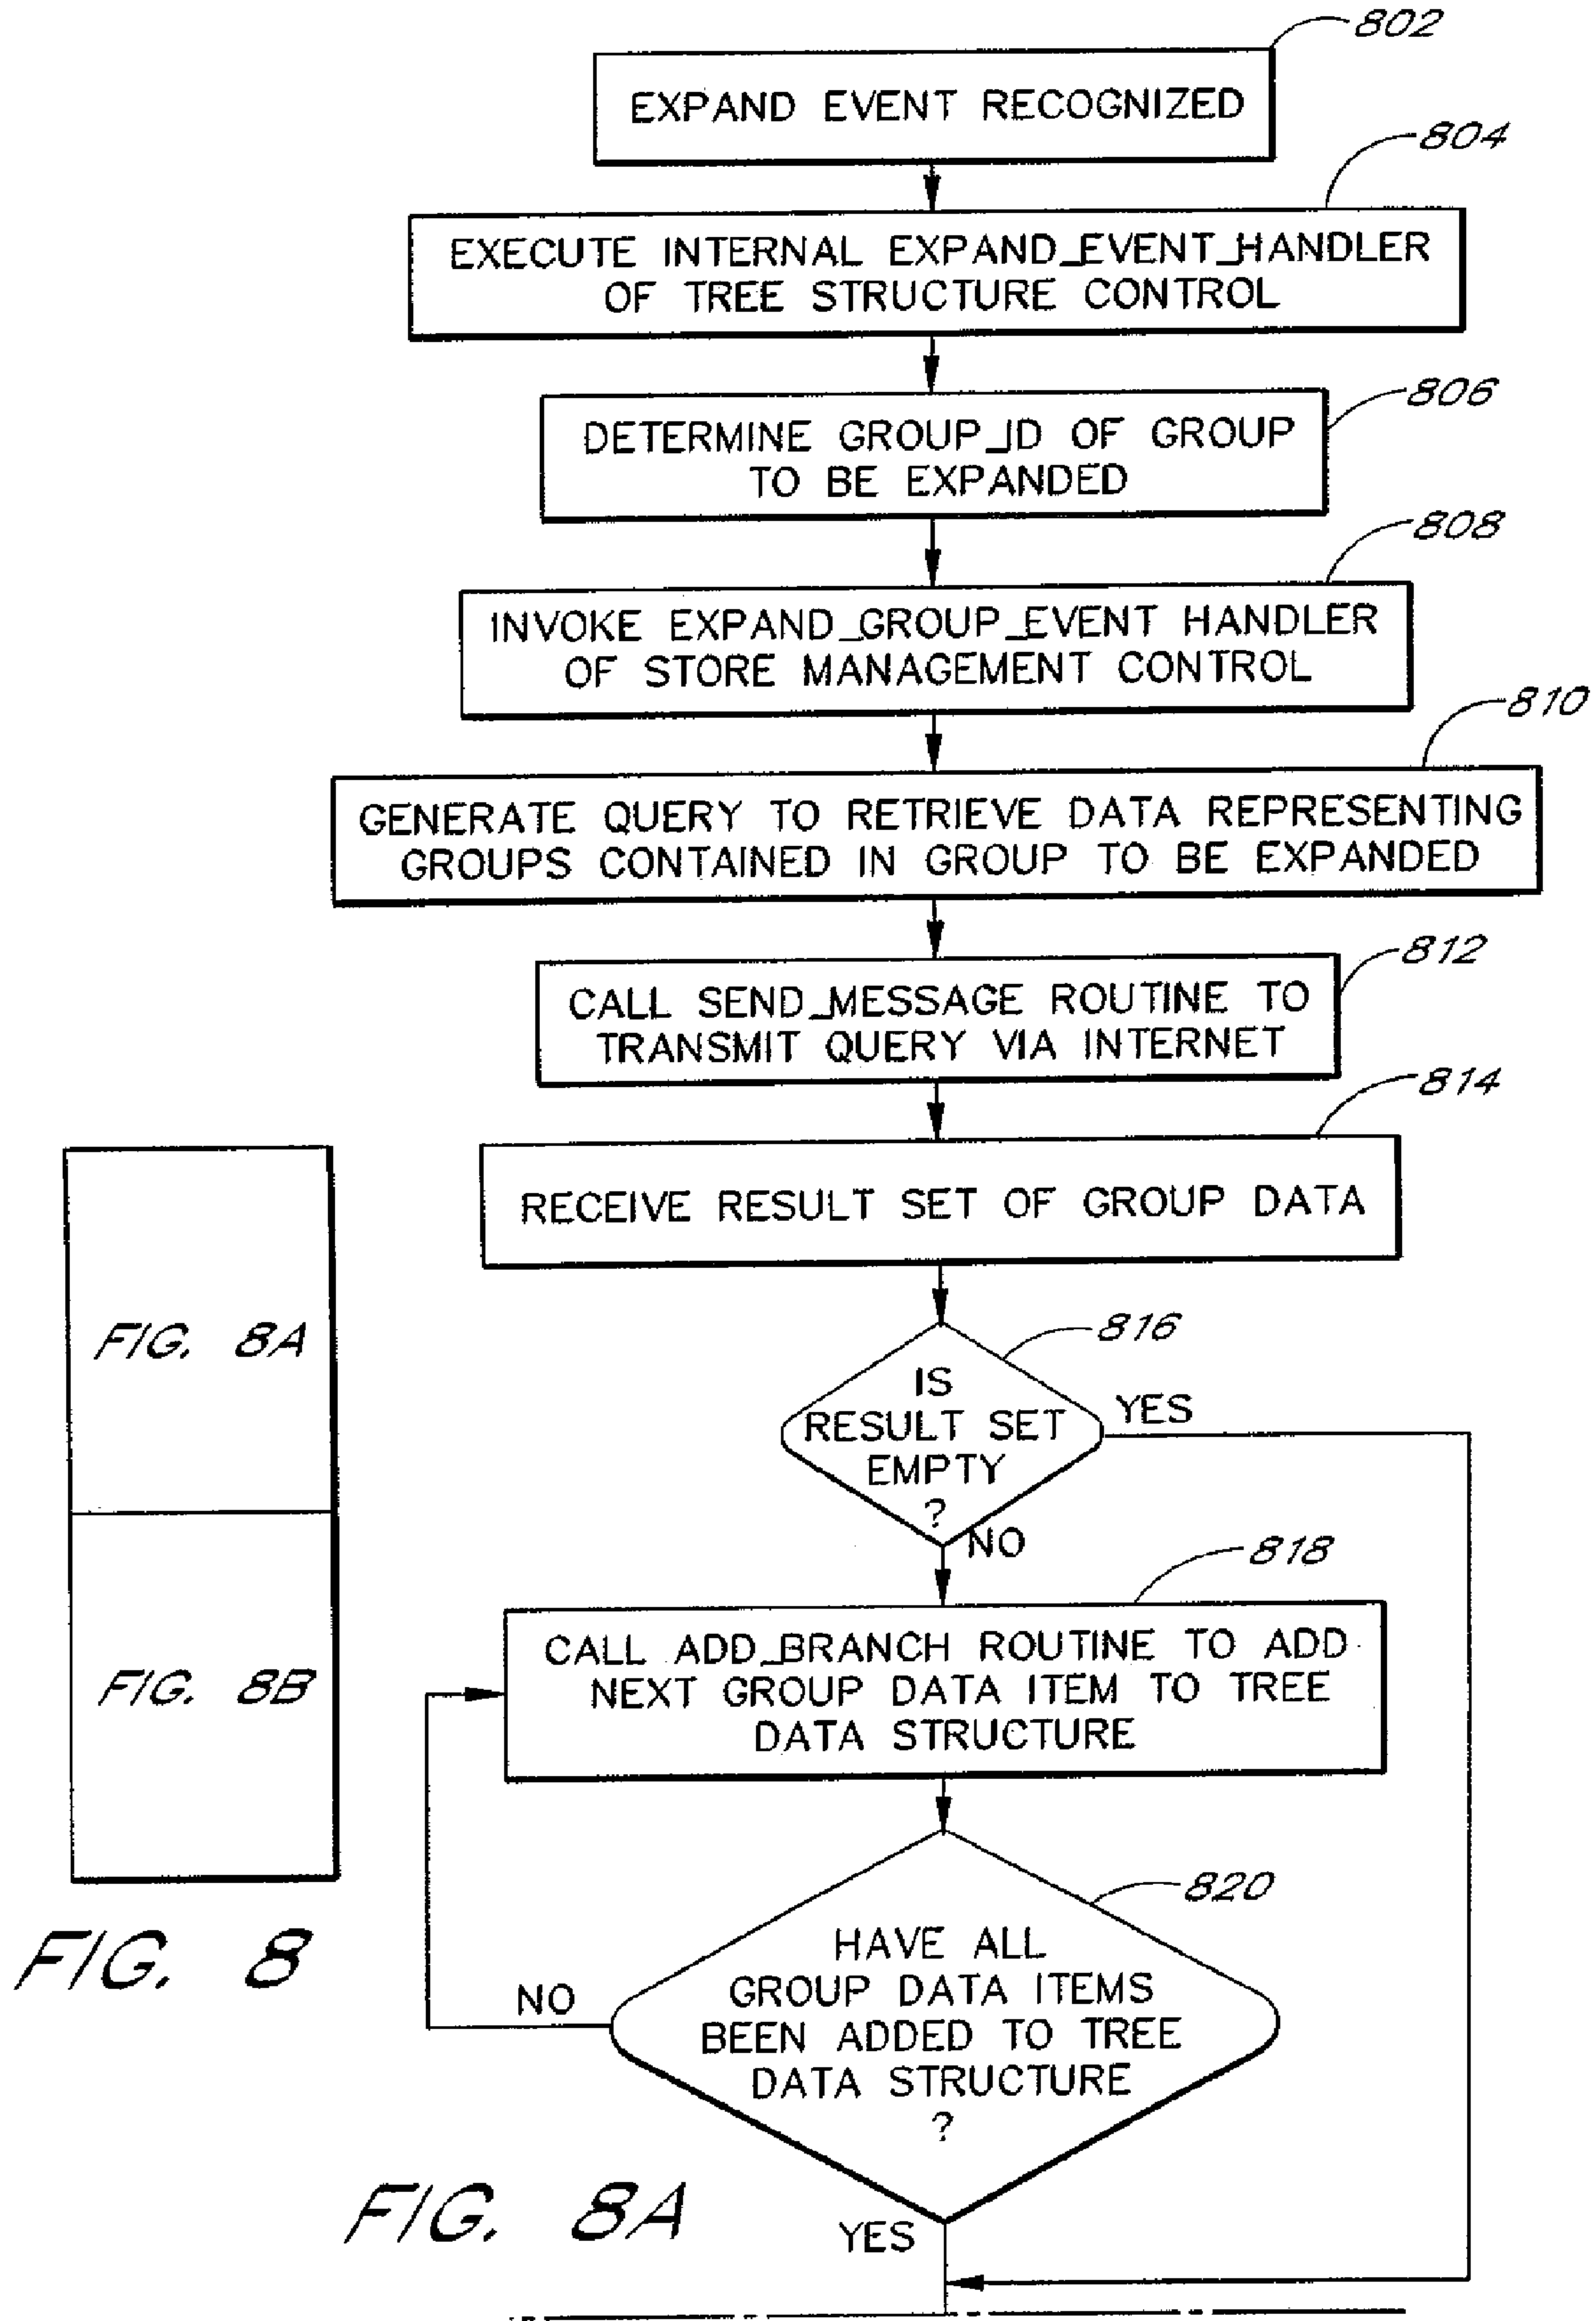 802
EXPAND EVENT RECOGNIZED
804
EXECUTE INTERNAL EXPAND_EVENT_HANDLER
OF TREE STRUCTURE CONTROL
806
DETERMINE GROUP_ID OF GROUP
TO BE EXPANDED
808
INVOKE EXPAND_GROUP_EVENT HANDLER
OF STORE MANAGEMENT CONTROL
810
GENERATE QUERY TO RETRIEVE DATA REPRESENTING
GROUPS CONTAINED IN GROUP TO BE EXPANDED
812
CALL SEND_MESSAGE ROUTINE TO
TRANSMIT QUERY VIA INTERNET
814
RECEIVE RESULT SET OF GROUP DATA
816
IS
RESULT SET
EMPTY
?
YES
NO
818
CALL ADD_BRANCH ROUTINE TO ADD
NEXT GROUP DATA ITEM TO TREE
DATA STRUCTURE
820
HAVE ALL
GROUP DATA ITEMS
BEEN ADDED TO TREE
DATA STRUCTURE
?
NO
YES
FIG. 8A
FIG. 8B
FIG. 8
FIG. 8A